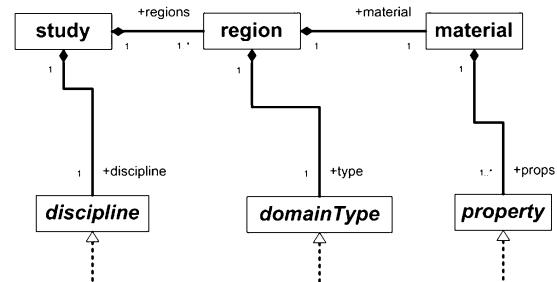 +regions
+material
study
region
material
1
1..*
1
1
1
1
1
1
+discipline
1
+type
1..*
+props
discipline
domainType
property